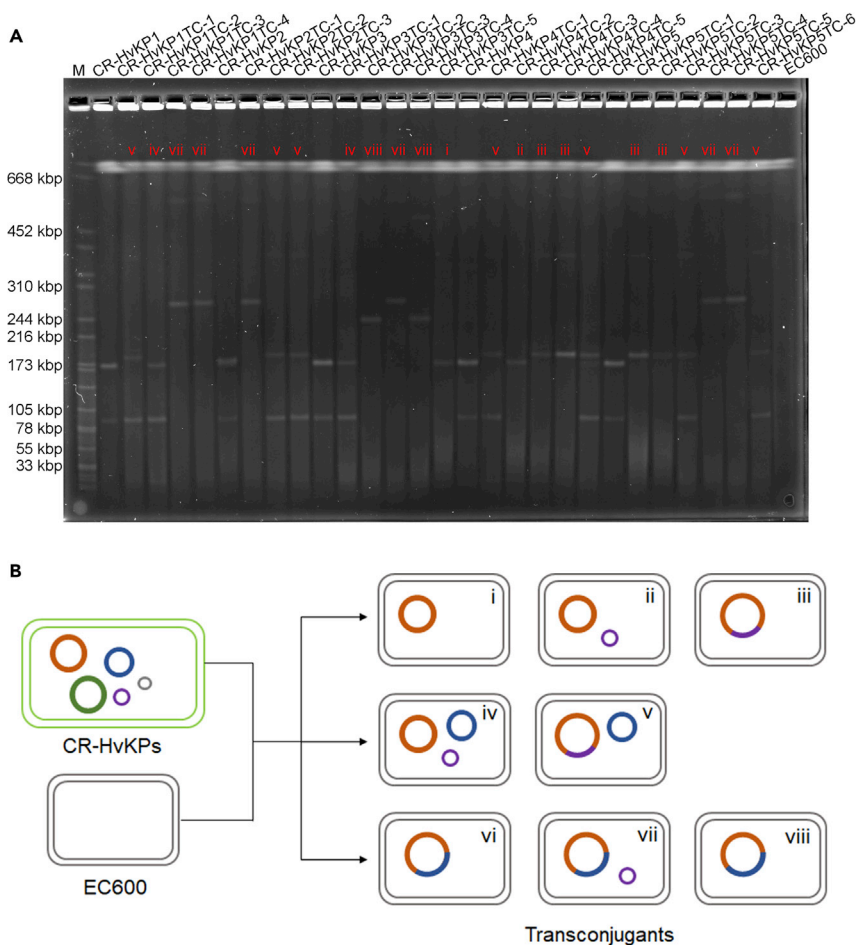 A
M
CR-HvKP1
CR-HvKP1TC-1
CR-HvKP1TC-2
CR-HvKP1TC-3
CR-HvKP1TC-4
CR-HvKP2
CR-HvKP2TC-1
CR-HvKP2TC-2
CR-HvKP2TC-3
CR-HvKP3
CR-HvKP3TC-1
CR-HvKP3TC-2
CR-HvKP3TC-3
CR-HvKP3TC-4
CR-HvKP3TC-5
CR-HvKP4
CR-HvKP4TC-1
CR-HvKP4TC-2
CR-HvKP4TC-3
CR-HvKP4TC-4
CR-HvKP4TC-5
CR-HvKP5
CR-HvKP5TC-1
CR-HvKP5TC-2
CR-HvKP5TC-3
CR-HvKP5TC-4
CR-HvKP5TC-5
CR-HvKP5TC-6
EC600
v iv vii vii vii v v iv viii vii viii i v ii iii iii v iii iii v vii vii v
668 kbp
452 kbp
310 kbp
244 kbp
216 kbp
173 kbp
105 kbp
78 kbp
55 kbp
33 kbp
B
i ii iii
iv v
CR-HvKPs
vi vii viii
EC600
Transconjugants